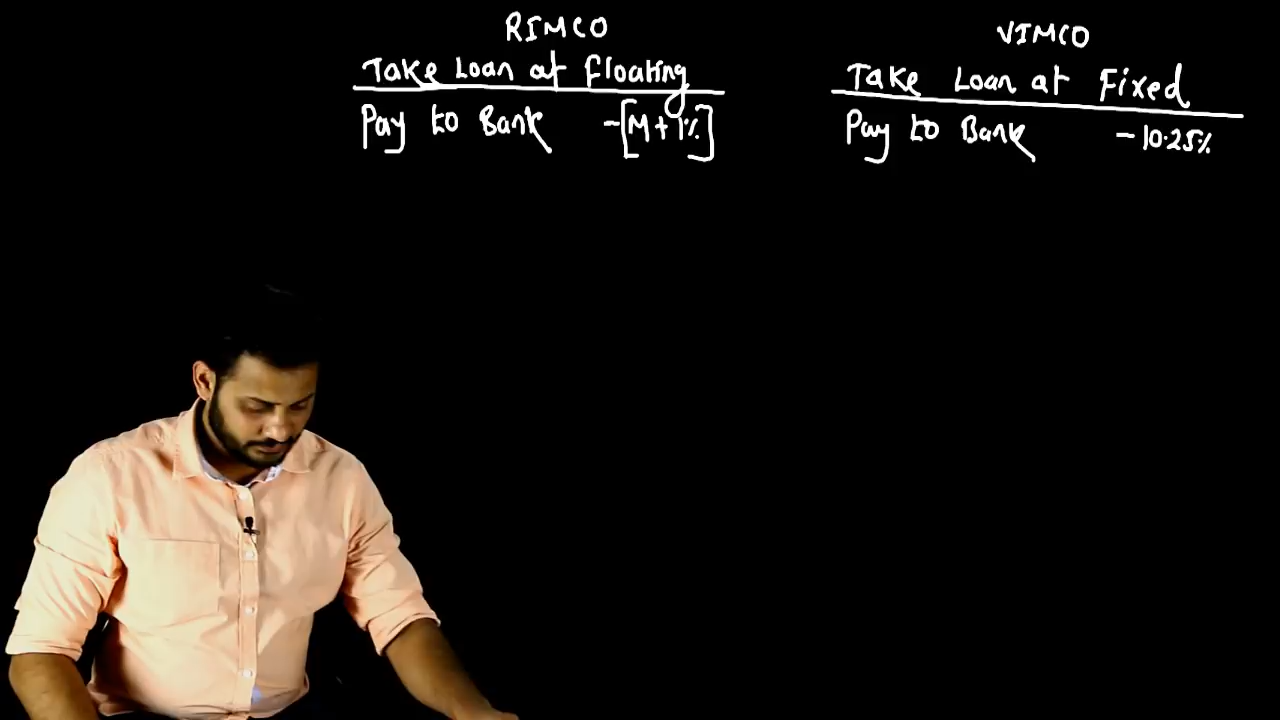 RIMCO
Take Loan at Floating
Pay to Bank -[M+1%]
VIMCO
Take Loan at Fixed
Pay to Bank -10.25%